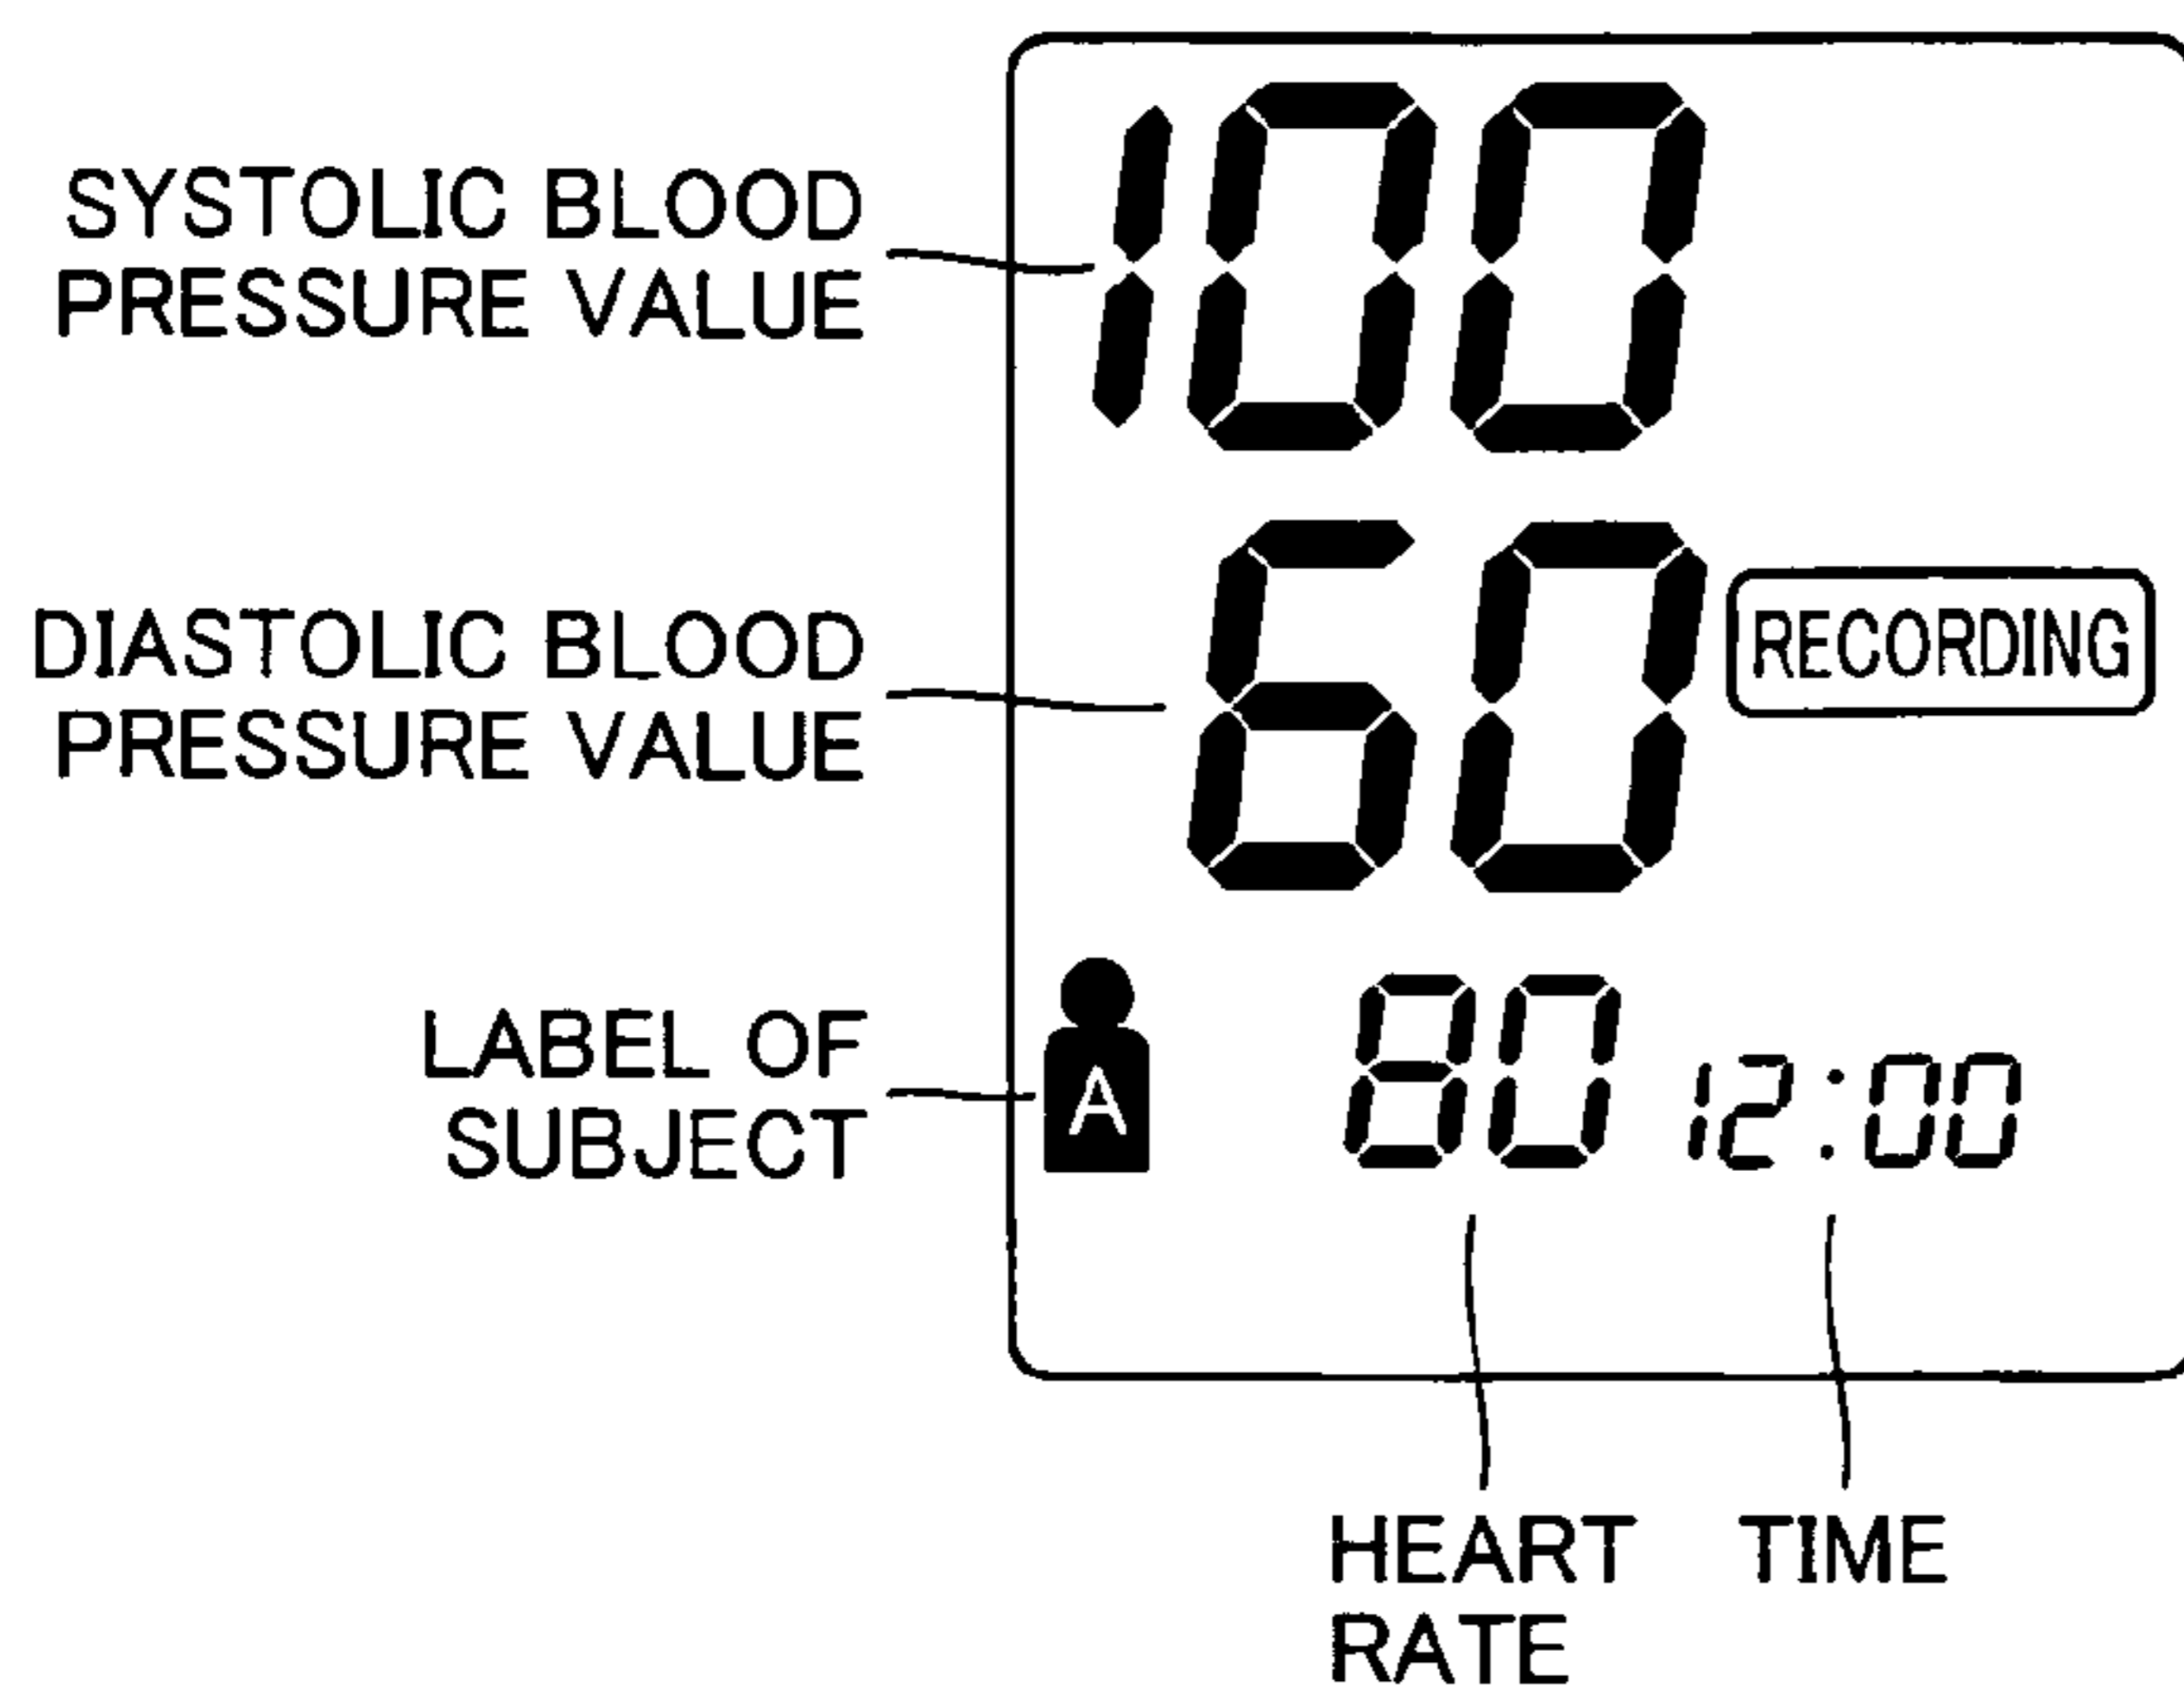 SYSTOLIC BLOOD
PRESSURE VALUE
100
DIASTOLIC BLOOD
PRESSURE VALUE
60
RECORDING
LABEL OF
SUBJECT
A
80
12:00
HEART
RATE
TIME